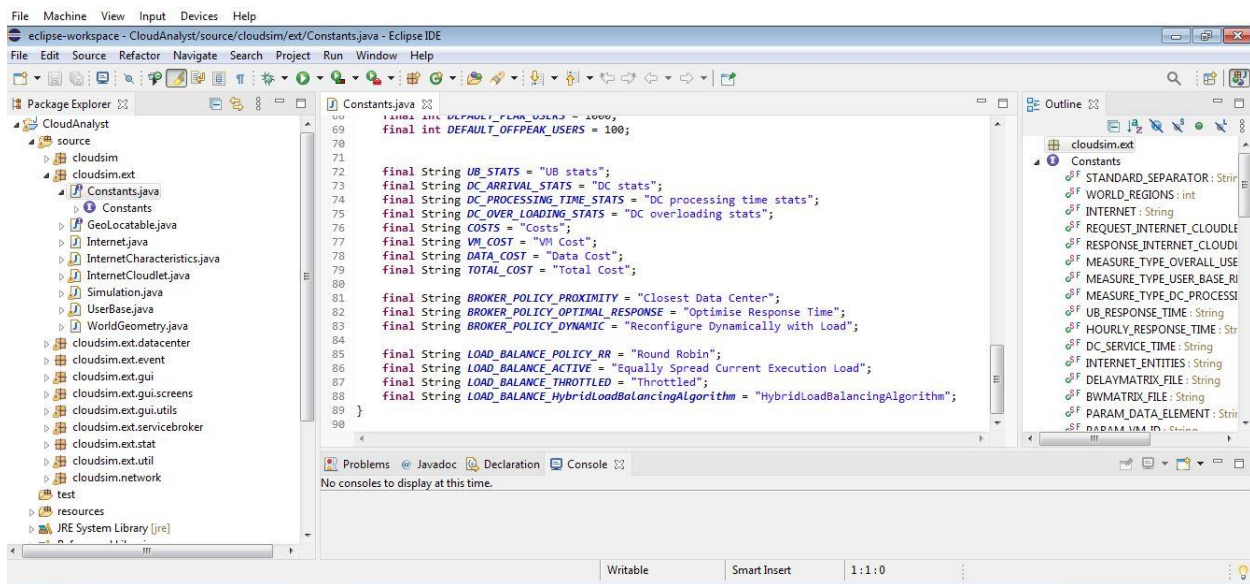 File Machine View Input Devices Help
eclipse-workspace - CloudAnalyst/source/cloudsim/ext/Constants.java - Eclipse IDE
File Edit Source Refactor Navigate Search Project Run Window Help
Package Explorer
CloudAnalyst
source
cloudsim
cloudsim.ext
Constants.java
Constants
GeoLocatable.java
Internet.java
InternetCharacteristics.java
InternetCloudlet.java
Simulation.java
UserBase.java
WorldGeometry.java
cloudsim.ext.datacenter
cloudsim.ext.event
cloudsim.ext.gui
cloudsim.ext.gui.screens
cloudsim.ext.gui.utils
cloudsim.ext.servicebroker
cloudsim.ext.stat
cloudsim.ext.util
cloudsim.network
test
resources
JRE System Library [jre]
Constants.java
68 final int DEFAULT_PEAK_USERS = 1000;
69 final int DEFAULT_OFFPEAK_USERS = 100;
70
71
72 final String UB_STATS = "UB stats";
73 final String DC_ARRIVAL_STATS = "DC stats";
74 final String DC_PROCESSING_TIME_STATS = "DC processing time stats";
75 final String DC_OVER_LOADING_STATS = "DC overloading stats";
76 final String COSTS = "Costs";
77 final String VM_COST = "VM Cost";
78 final String DATA_COST = "Data Cost";
79 final String TOTAL_COST = "Total Cost";
80
81 final String BROKER_POLICY_PROXIMITY = "Closest Data Center";
82 final String BROKER_POLICY_OPTIMAL_RESPONSE = "Optimise Response Time";
83 final String BROKER_POLICY_DYNAMIC = "Reconfigure Dynamically with Load";
84
85 final String LOAD_BALANCE_POLICY_RR = "Round Robin";
86 final String LOAD_BALANCE_ACTIVE = "Equally Spread Current Execution Load";
87 final String LOAD_BALANCE_THROTTLED = "Throttled";
88 final String LOAD_BALANCE_HybridLoadBalancingAlgorithm = "HybridLoadBalancingAlgorithm";
89 }
90
Outline
cloudsim.ext
Constants
STANDARD_SEPARATOR : Strin
WORLD_REGIONS : int
INTERNET : String
REQUEST_INTERNET_CLOUDLE
RESPONSE_INTERNET_CLOUDL
MEASURE_TYPE_OVERALL_USE
MEASURE_TYPE_USER_BASE_RI
MEASURE_TYPE_DC_PROCESSI
UB_RESPONSE_TIME : String
HOURLY_RESPONSE_TIME : Str
DC_SERVICE_TIME : String
INTERNET_ENTITIES : String
DELAYMATRIX_FILE : String
BWMATRIX_FILE : String
PARAM_DATA_ELEMENT : Strin
PARAM_VM_ID : String
Problems @ Javadoc Declaration Console
No consoles to display at this time.
Writable Smart Insert 1:1:0